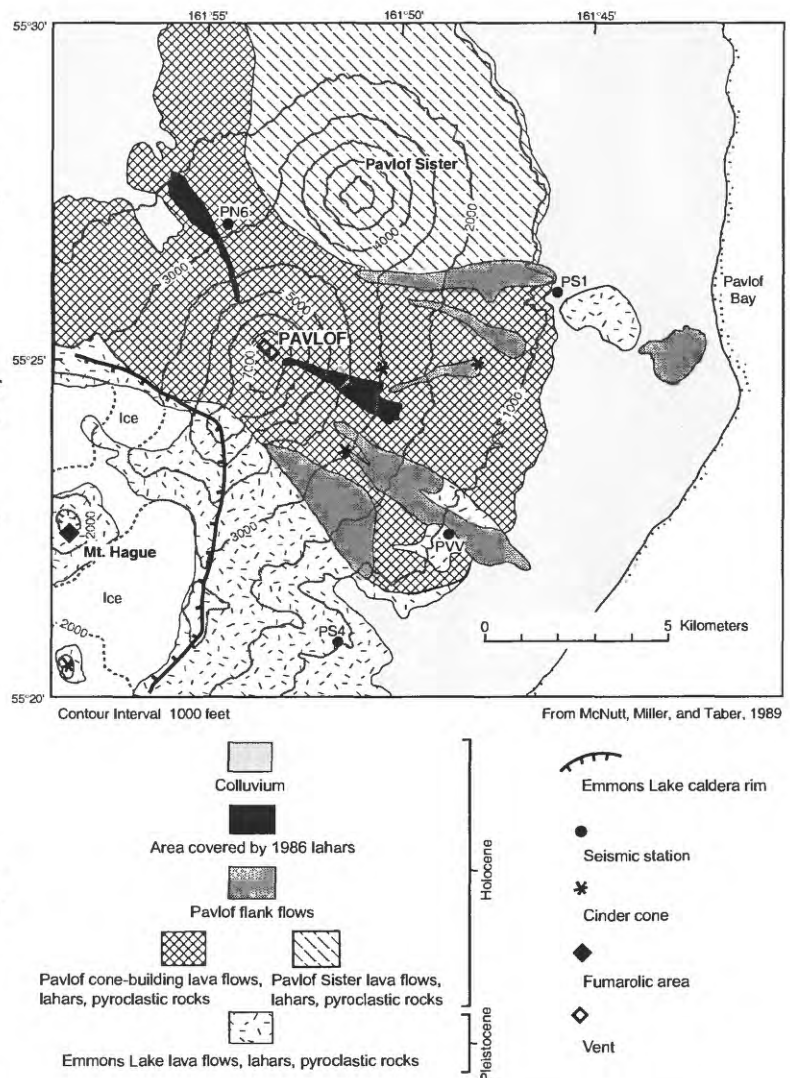 161°55' 161°50' 161°45'
55°30'
Pavlof Sister
PN6
2000
4000
3000
PS1
Pavlof
Bay
5000
PAVLOF
55°25'
7000
1000
Ice
3000
2000
Mt. Hague
PVV
Ice
0 5 Kilometers
2000
PS4
55°20'
Contour Interval 1000 feet From McNutt, Miller, and Taber, 1989
Colluvium
Emmons Lake caldera rim
Area covered by 1986 lahars
Seismic station
Holocene
Pavlof flank flows
Cinder cone
Pavlof cone-building lava flows, Pavlof Sister lava flows,
lahars, pyroclastic rocks lahars, pyroclastic rocks
Fumarolic area
Pleistocene
Vent
Emmons Lake lava flows, lahars, pyroclastic rocks